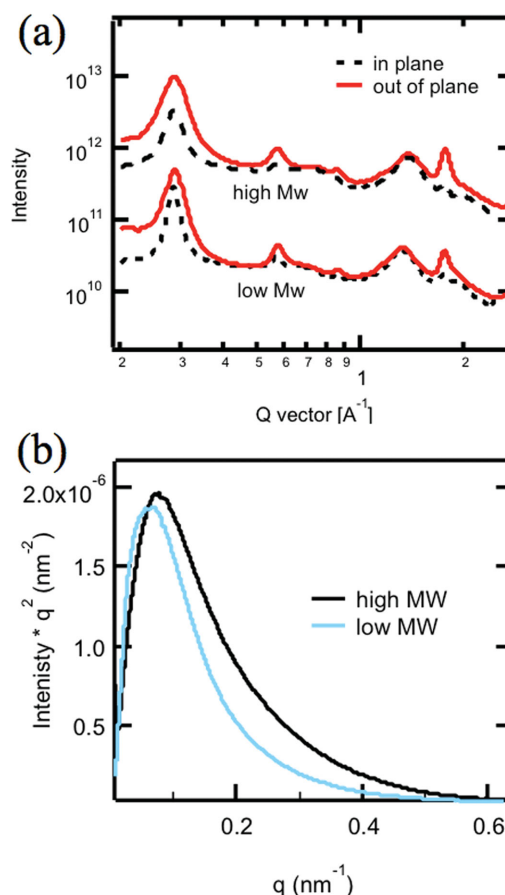 (a)
in plane
out of plane
10^13
10^12
10^11
10^10
Intensity
high Mw
low Mw
2 3 4 5 6 7 8 9 1 2
Q vector [A^-1]
(b)
2.0x10^-6
1.5
1.0
0.5
Intenisty * q^2 (nm^-2)
high MW
low MW
0.2 0.4 0.6
q (nm^-1)